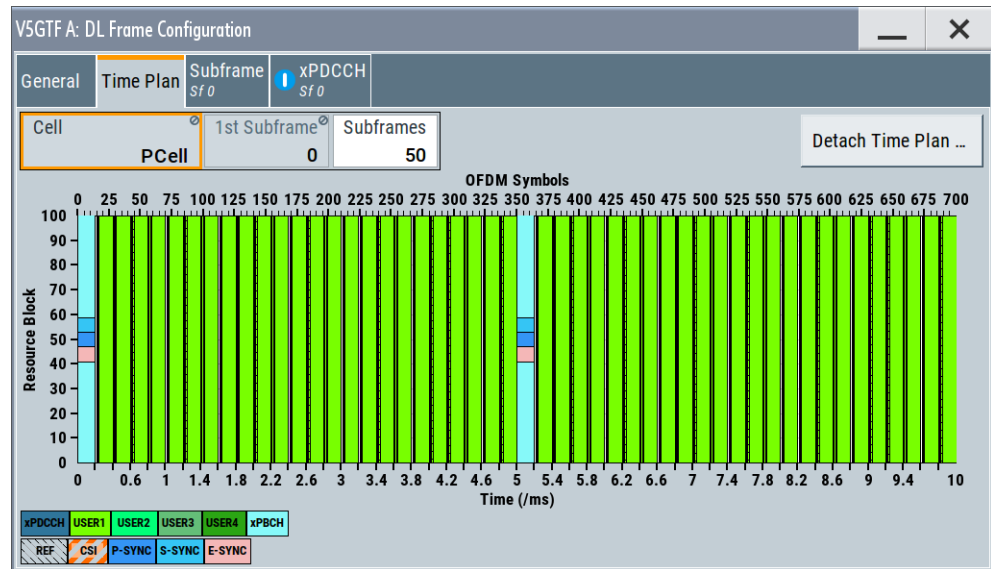 V5GTF A: DL Frame Configuration
General
Time Plan
Subframe
Sf 0
xPDCCH
Sf 0
Cell
PCell
1st Subframe
0
Subframes
50
Detach Time Plan ...
OFDM Symbols
0 25 50 75 100 125 150 175 200 225 250 275 300 325 350 375 400 425 450 475 500 525 550 575 600 625 650 675 700
Resource Block
100
90
80
70
60
50
40
30
20
10
0
0 0.6 1 1.4 1.8 2.2 2.6 3 3.4 3.8 4.2 4.6 5 5.4 5.8 6.2 6.6 7 7.4 7.8 8.2 8.6 9 9.4 10
Time (/ms)
xPDCCH USER1 USER2 USER3 USER4 xPBCH
REF CSI P-SYNC S-SYNC E-SYNC